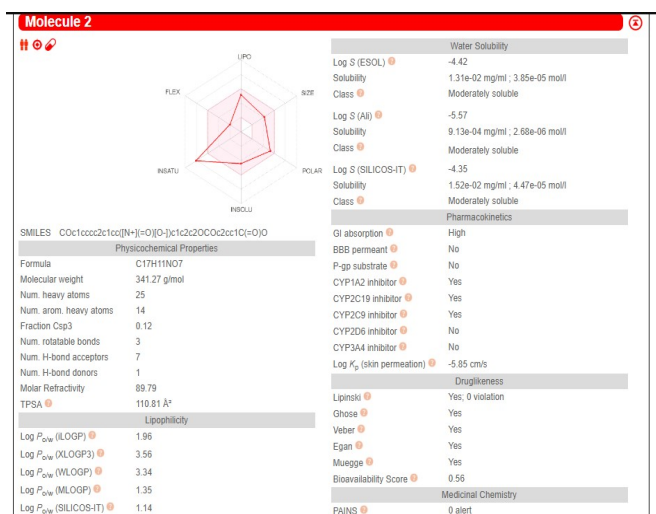 Molecule 2
LIPO
FLEX
SIZE
INSATU
POLAR
INSOLU
SMILES COc1cccc2c1cc([N+](=O)[O-])c1c2c2OCOc2cc1C(=O)O
Physicochemical Properties
Formula C17H11NO7
Molecular weight 341.27 g/mol
Num. heavy atoms 25
Num. arom. heavy atoms 14
Fraction Csp3 0.12
Num. rotatable bonds 3
Num. H-bond acceptors 7
Num. H-bond donors 1
Molar Refractivity 89.79
TPSA ? 110.81 Å²
Lipophilicity
Log Po/w (iLOGP) ? 1.96
Log Po/w (XLOGP3) ? 3.56
Log Po/w (WLOGP) ? 3.34
Log Po/w (MLOGP) ? 1.35
Log Po/w (SILICOS-IT) ? 1.14
Water Solubility
Log S (ESOL) ? -4.42
Solubility 1.31e-02 mg/ml ; 3.85e-05 mol/l
Class ? Moderately soluble
Log S (Ali) ? -5.57
Solubility 9.13e-04 mg/ml ; 2.68e-06 mol/l
Class ? Moderately soluble
Log S (SILICOS-IT) ? -4.35
Solubility 1.52e-02 mg/ml ; 4.47e-05 mol/l
Class ? Moderately soluble
Pharmacokinetics
GI absorption ? High
BBB permeant ? No
P-gp substrate ? No
CYP1A2 inhibitor ? Yes
CYP2C19 inhibitor ? Yes
CYP2C9 inhibitor ? Yes
CYP2D6 inhibitor ? No
CYP3A4 inhibitor ? No
Log Kp (skin permeation) ? -5.85 cm/s
Druglikeness
Lipinski ? Yes; 0 violation
Ghose ? Yes
Veber ? Yes
Egan ? Yes
Muegge ? Yes
Bioavailability Score ? 0.56
Medicinal Chemistry
PAINS ? 0 alert